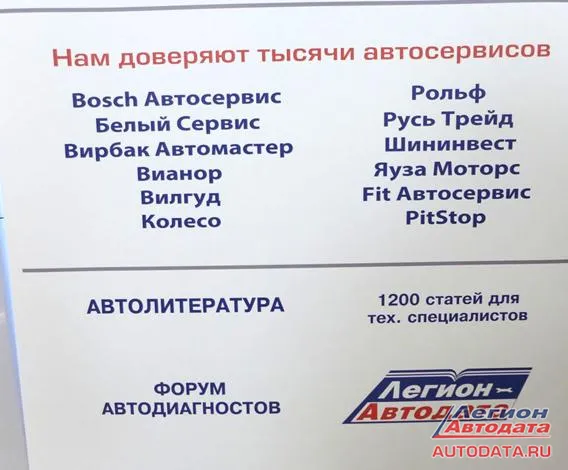 Нам доверяют тысячи автосервисов
Bosch Автосервис
Белый Сервис
Вирбак Автомастер
Вианор
Вилгуд
Колесо
Рольф
Русь Трейд
Шининвест
Яуза Моторс
Fit Автосервис
PitStop
АВТОЛИТЕРАТУРА
1200 статей для
тех. специалистов
ФОРУМ
АВТОДИАГНОСТОВ
Легион-
Автодата
Легион
Автодата
AUTODATA.RU